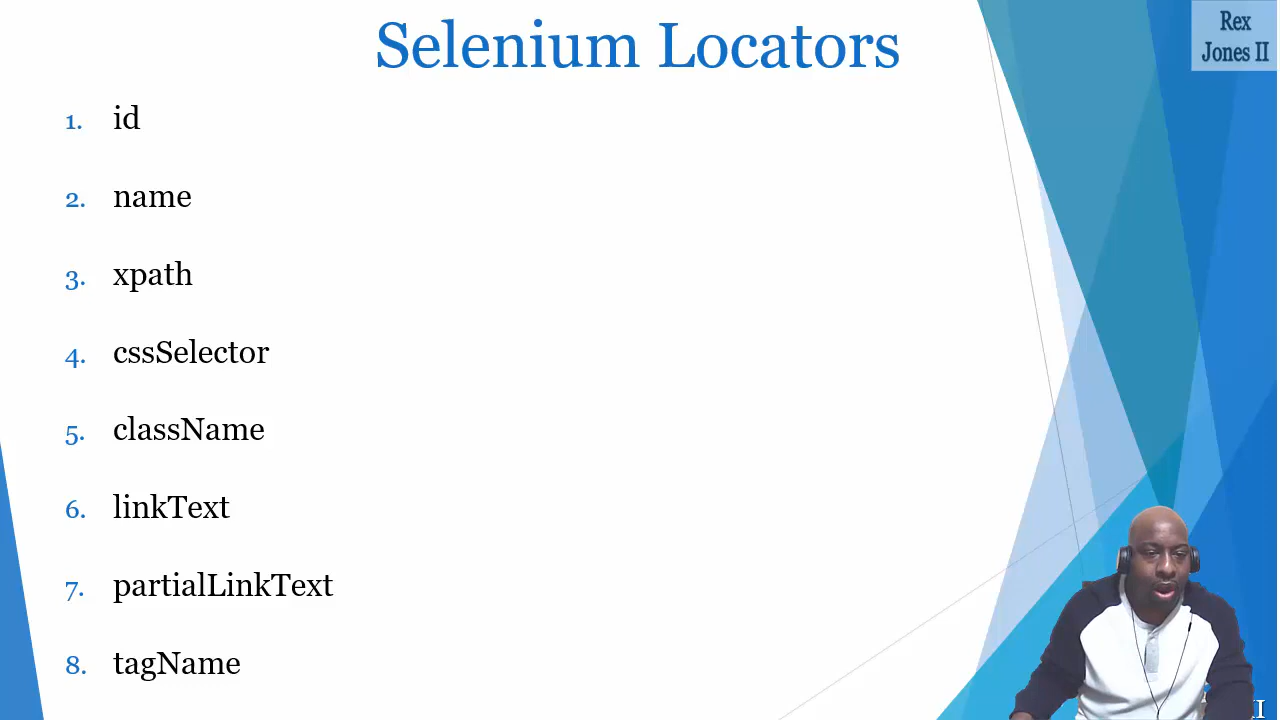 Selenium Locators
Rex
Jones II
1. id
2. name
3. xpath
4. cssSelector
5. className
6. linkText
7. partialLinkText
8. tagName
II